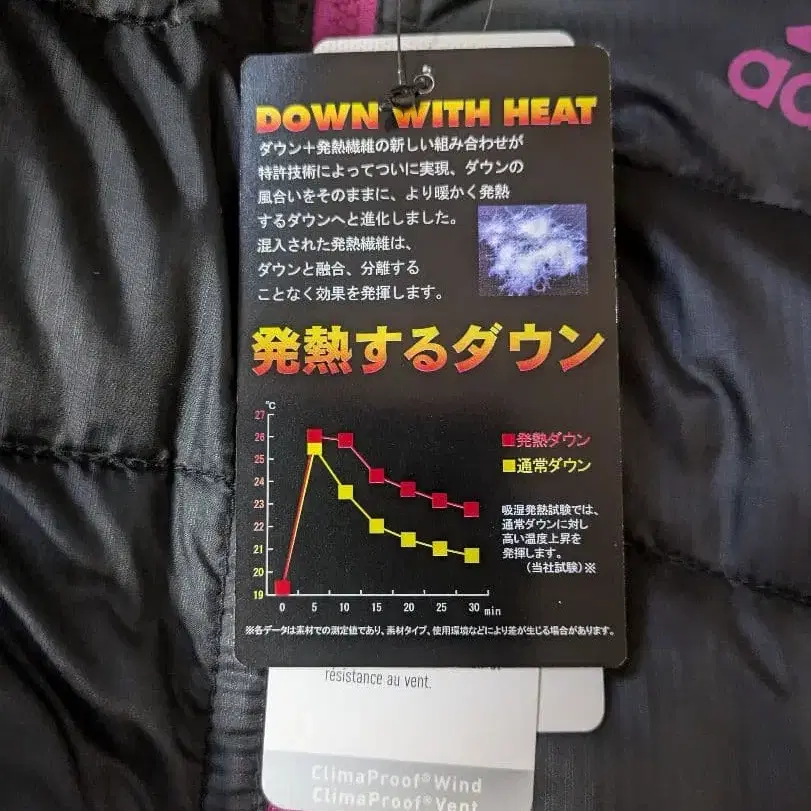 DOWN WITH HEAT
ダウン+発熱繊維の新しい組み合わせが
特許技術によってついに実現、ダウンの
風合いをそのままに、より暖かく発熱
するダウンへと進化しました。
混入された発熱繊維は、
ダウンと融合、分離する
ことなく効果を発揮します。
発熱するダウン
℃
27
26
25
24
23
22
21
20
19
0 5 10 15 20 25 30 min
発熱ダウン
通常ダウン
吸湿発熱試験では、
通常ダウンに対し
高い温度上昇を
発揮します。
(当社試験)※
※各データは素材での測定値であり、素材タイプ、使用環境などにより差が生じる場合があります。
résistance au vent.
ClimaProof® Wind
ClimaProof® Vent